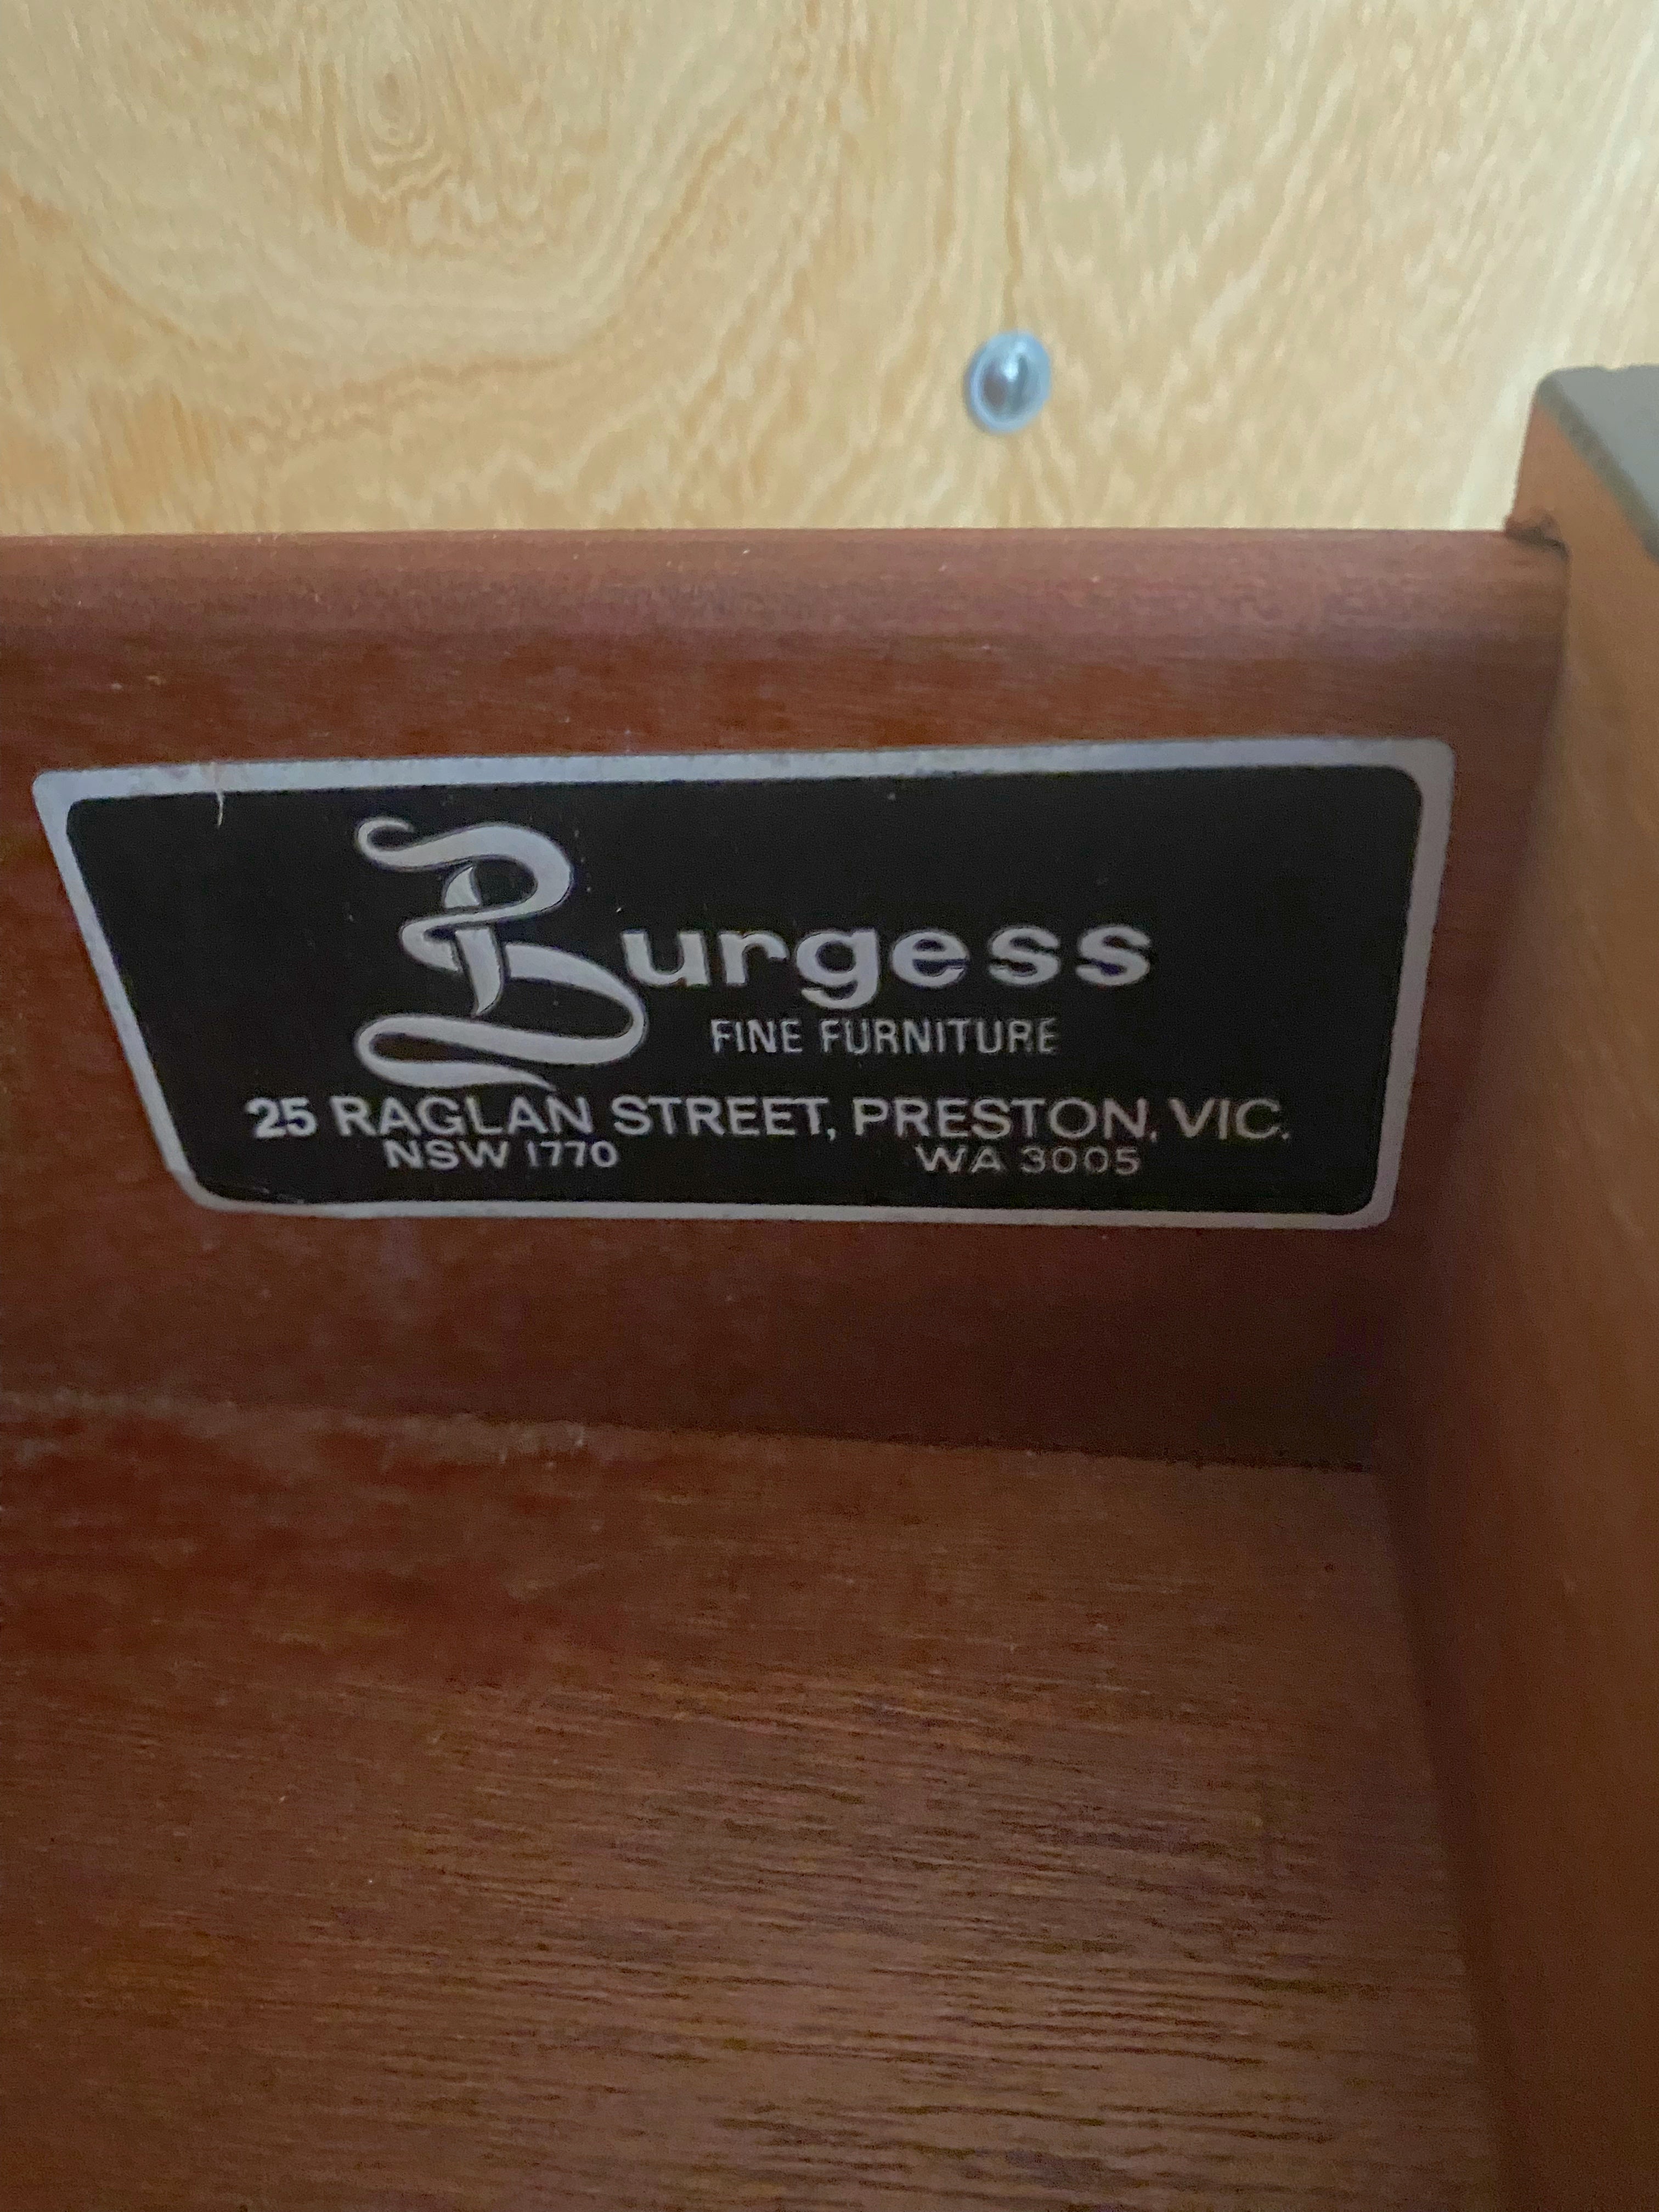 Burgess
FINE FURNITURE
25 RAGLAN STREET, PRESTON, VIC.
NSW 1770 WA 3005